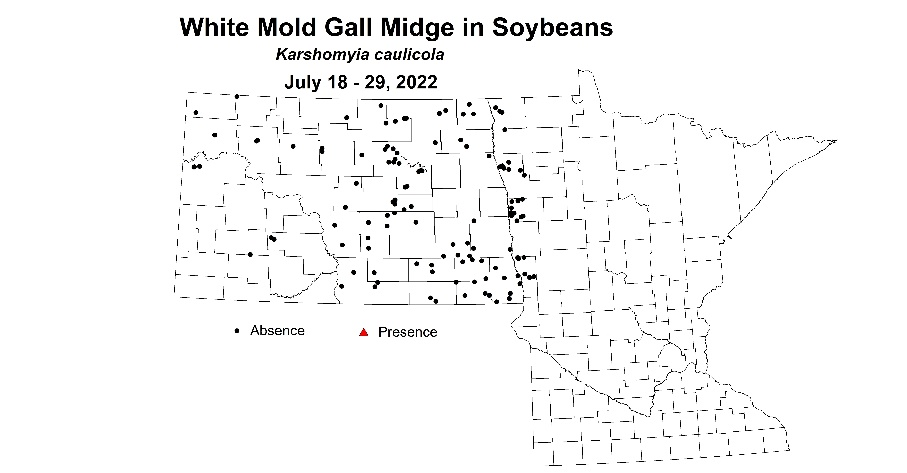 White Mold Gall Midge in Soybeans
Karshomyia caulicola
July 18 - 29, 2022
Absence Presence